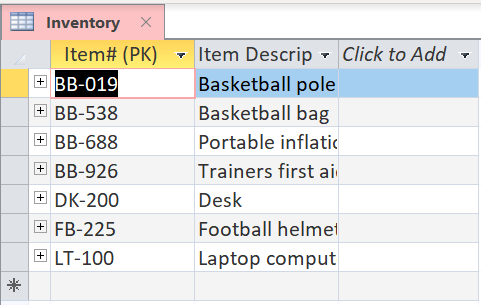 Inventory
Item# (PK) Item Descrip Click to Add
BB-019 Basketball pole
BB-538 Basketball bag
BB-688 Portable inflatio
BB-926 Trainers first aid
DK-200 Desk
FB-225 Football helmet
LT-100 Laptop comput